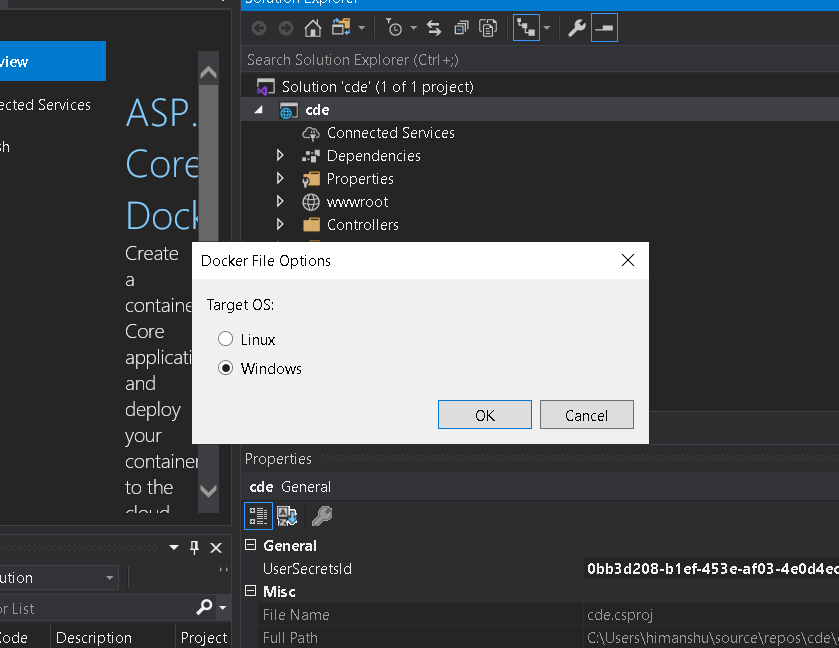 Solution Explorer
view
ected Services
sh
ASP.
Core
Dock
Create
a
container
Core
applicati
and
deploy
your
container
to the
cloud
Search Solution Explorer (Ctrl+;)
Solution 'cde' (1 of 1 project)
cde
Connected Services
Dependencies
Properties
wwwroot
Controllers
Docker File Options
Target OS:
Linux
Windows
OK
Cancel
Properties
cde General
General
UserSecretsId 0bb3d208-b1ef-453e-af03-4e0d4ec
Misc
File Name cde.csproj
Full Path C:\Users\himanshu\source\repos\cde\
ution
or List
Code Description Project